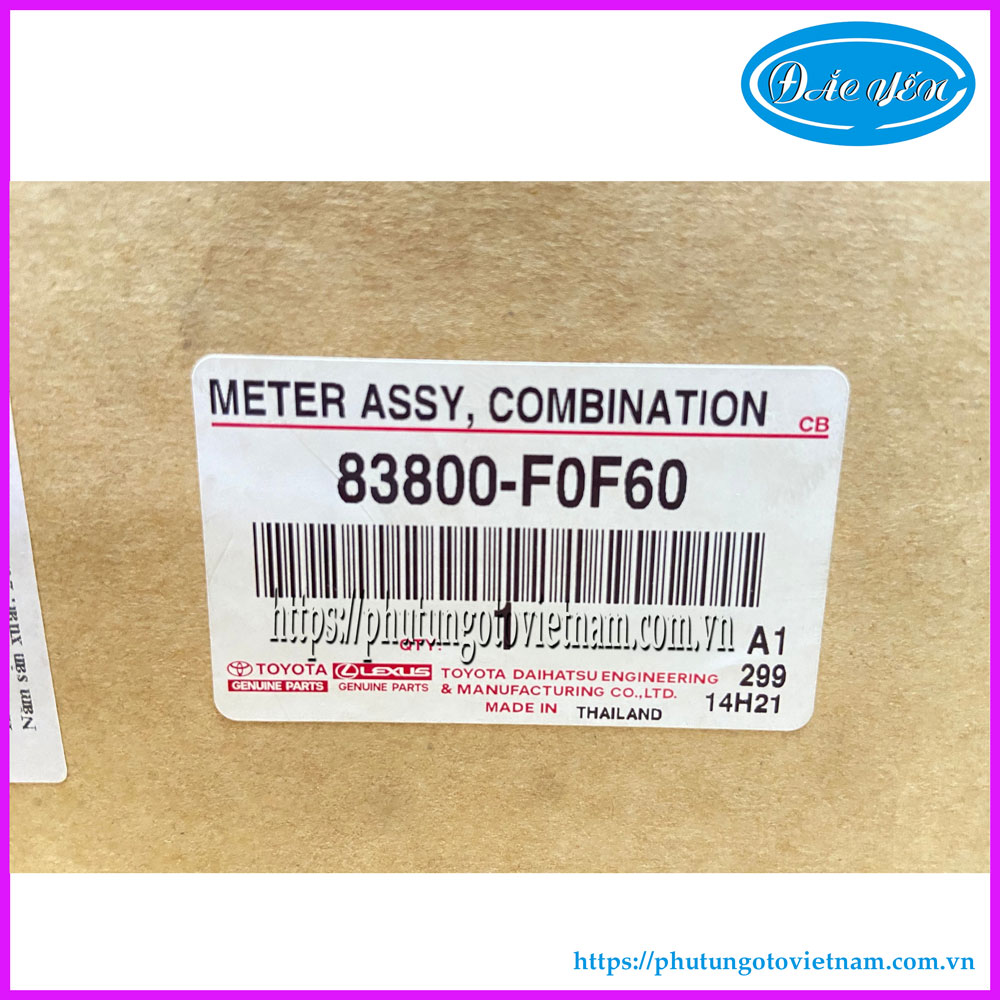 ĐẮC YẾN
METER ASSY, COMBINATION
CB
83800-F0F60
https://phutungotovietnam.com.vn
QTY: 1
A1
TOYOTA LEXUS TOYOTA DAIHATSU ENGINEERING 299
GENUINE PARTS GENUINE PARTS & MANUFACTURING CO.,LTD. 14H21
MADE IN THAILAND
https://phutungotovietnam.com.vn